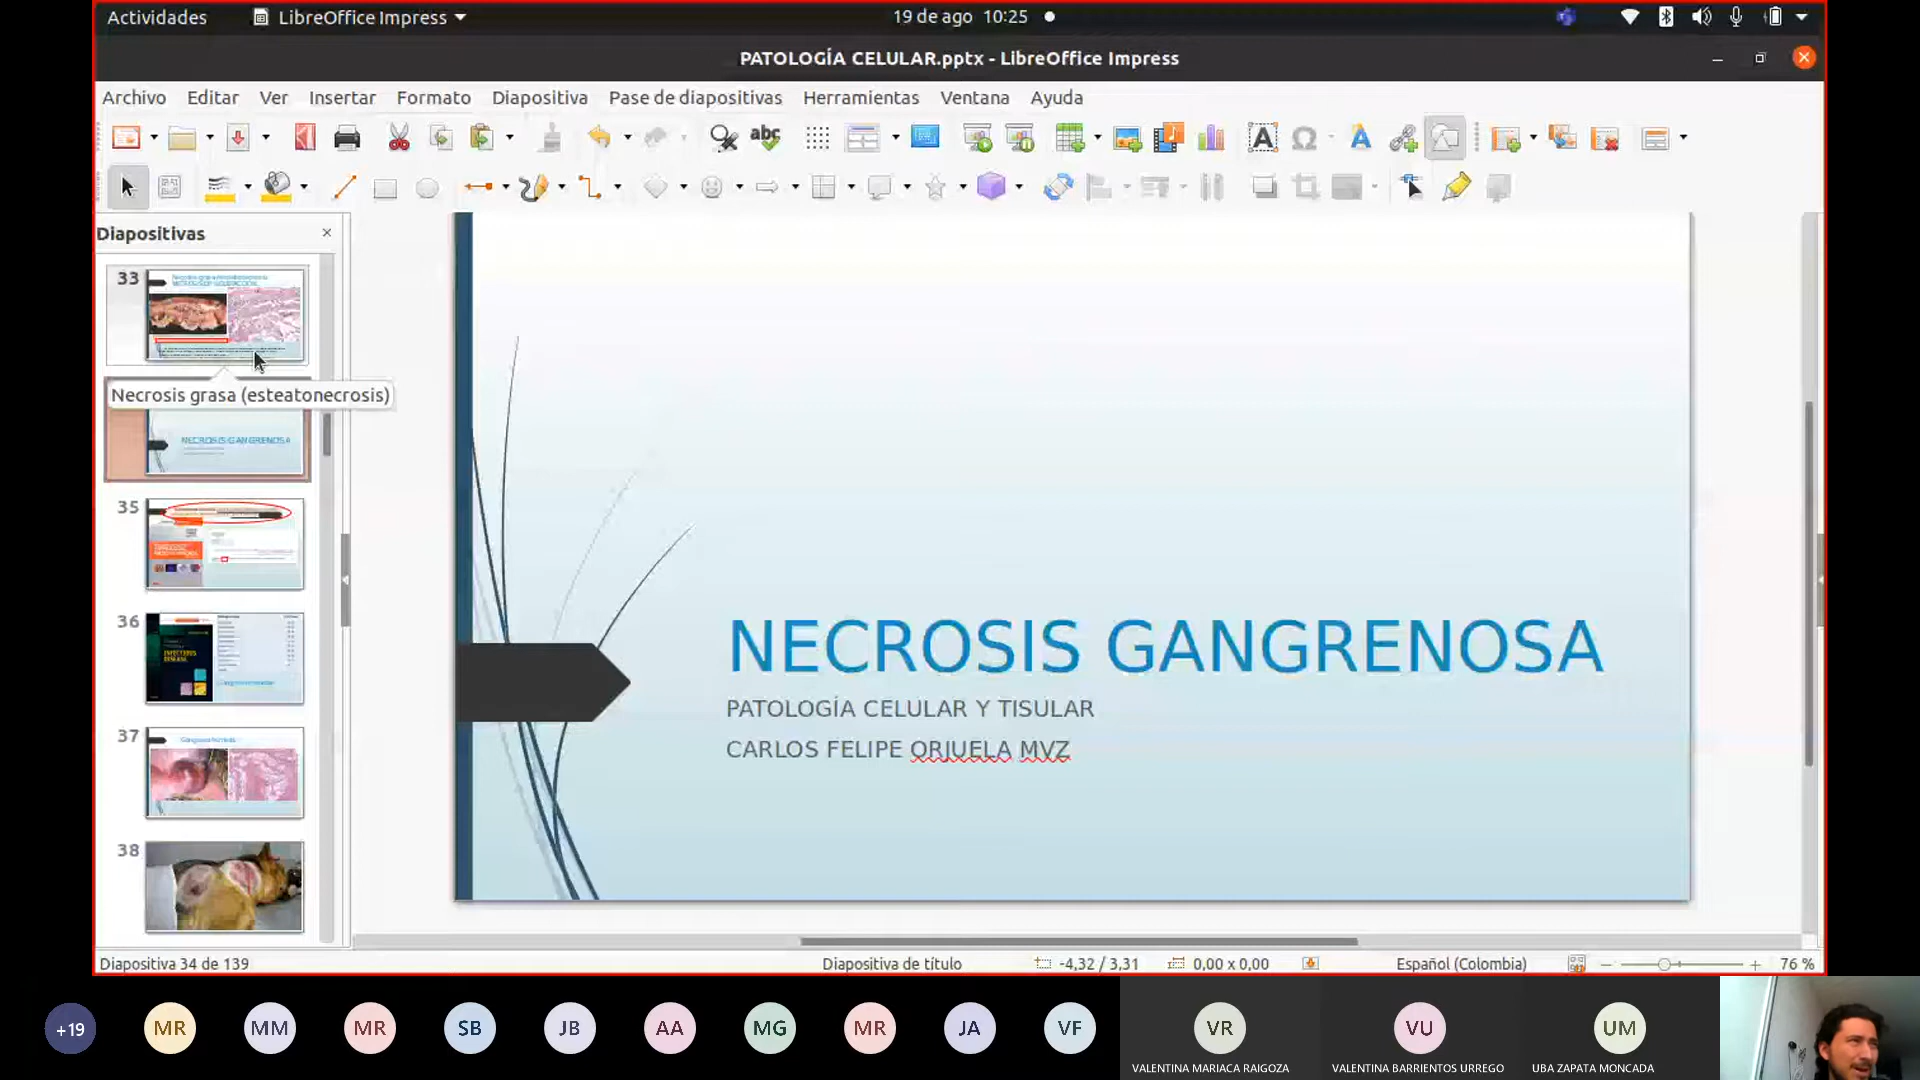 Actividades
LibreOffice Impress
19 de ago 10:25
PATOLOGÍA CELULAR.pptx - LibreOffice Impress
Archivo Editar Ver Insertar Formato Diapositiva Pase de diapositivas Herramientas Ventana Ayuda
Diapositivas
33
Necrosis grasa (esteatonecrosis)
NECROSIS GANGRENOSA
35
36
37
38
NECROSIS GANGRENOSA
PATOLOGÍA CELULAR Y TISULAR
CARLOS FELIPE ORJUELA MVZ
Diapositiva 34 de 139
Diapositiva de título
-4,32 / 3,31
0,00 x 0,00
Español (Colombia)
76 %
+19 MR MM MR SB JB AA MG MR JA VF VR VU UM
VALENTINA MARIACA RAIGOZA
VALENTINA BARRIENTOS URREGO
UBA ZAPATA MONCADA